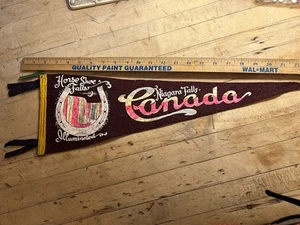 QUALITY PAINT GUARANTEED
WAL-MART
Horse Shoe
Falls
Illuminated
Niagara Falls
Canada